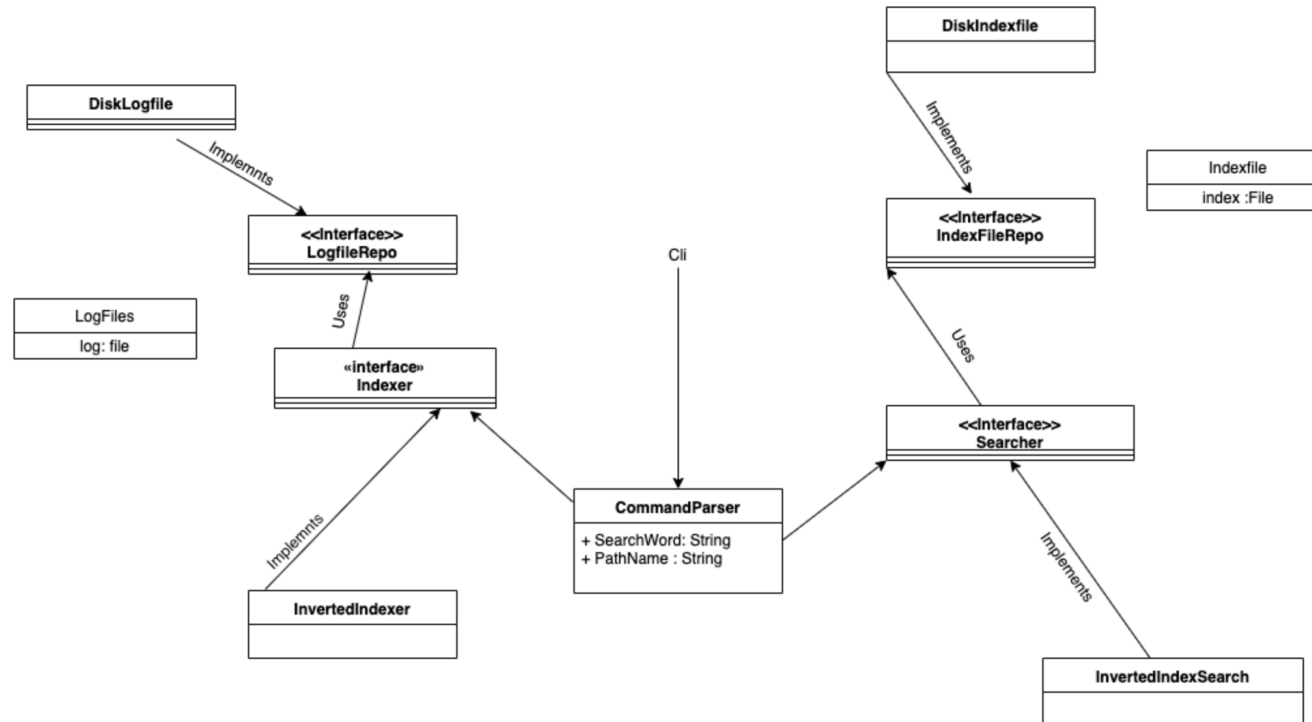 DiskIndexfile
DiskLogfile
Implemnts
Implements
Indexfile
index :File
<<Interface>>
LogfileRepo
<<Interface>>
IndexFileRepo
Cli
LogFiles
log: file
Uses
Uses
«interface»
Indexer
<<Interface>>
Searcher
CommandParser
+ SearchWord: String
+ PathName : String
Implemnts
Implements
InvertedIndexer
InvertedIndexSearch